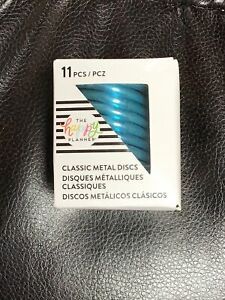 11 PCS / PCZ
THE
happy
PLANNER
CLASSIC METAL DISCS
DISQUES MÉTALLIQUES
CLASSIQUES
DISCOS METÁLICOS CLÁSICOS